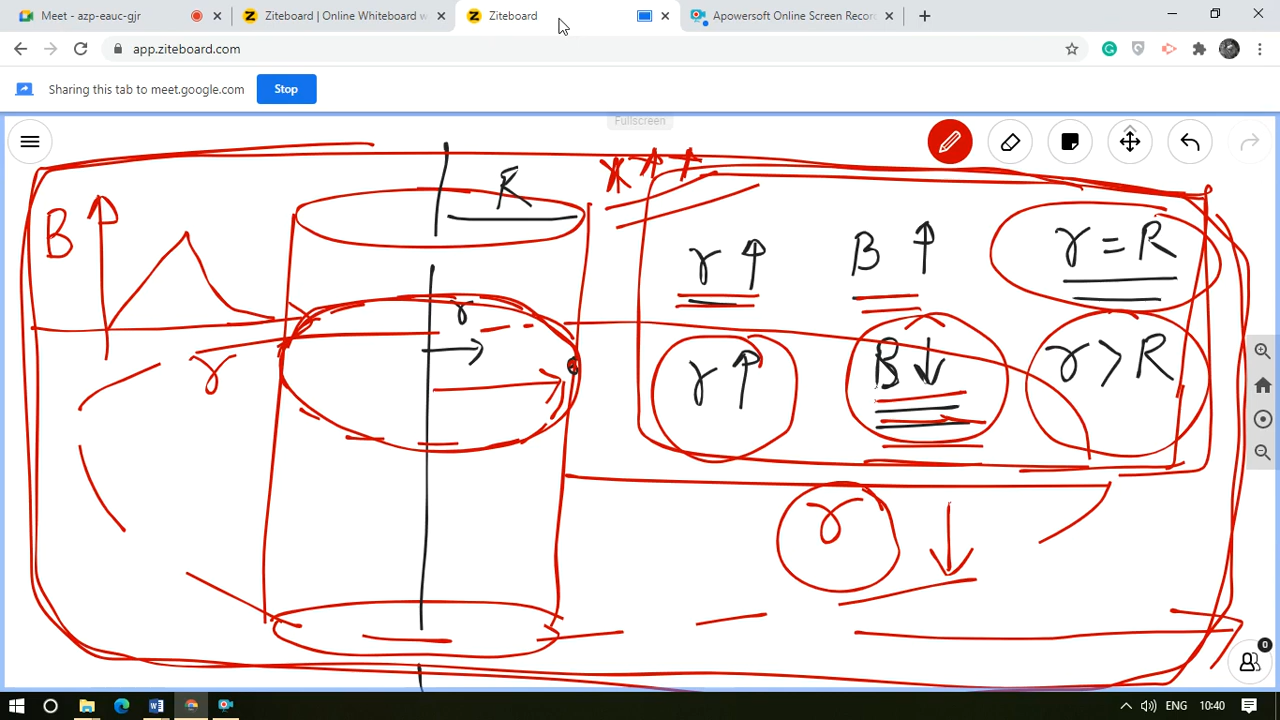 Meet - azp-eauc-gjr
Ziteboard | Online Whiteboard w
Ziteboard
Apowersoft Online Screen Recor
app.ziteboard.com
Sharing this tab to meet.google.com
Stop
Fullscreen
B
R
r
r
r ↑ B ↑ r = R
r ↑ B ↓ r > R
r ↓
0
ENG
10:40